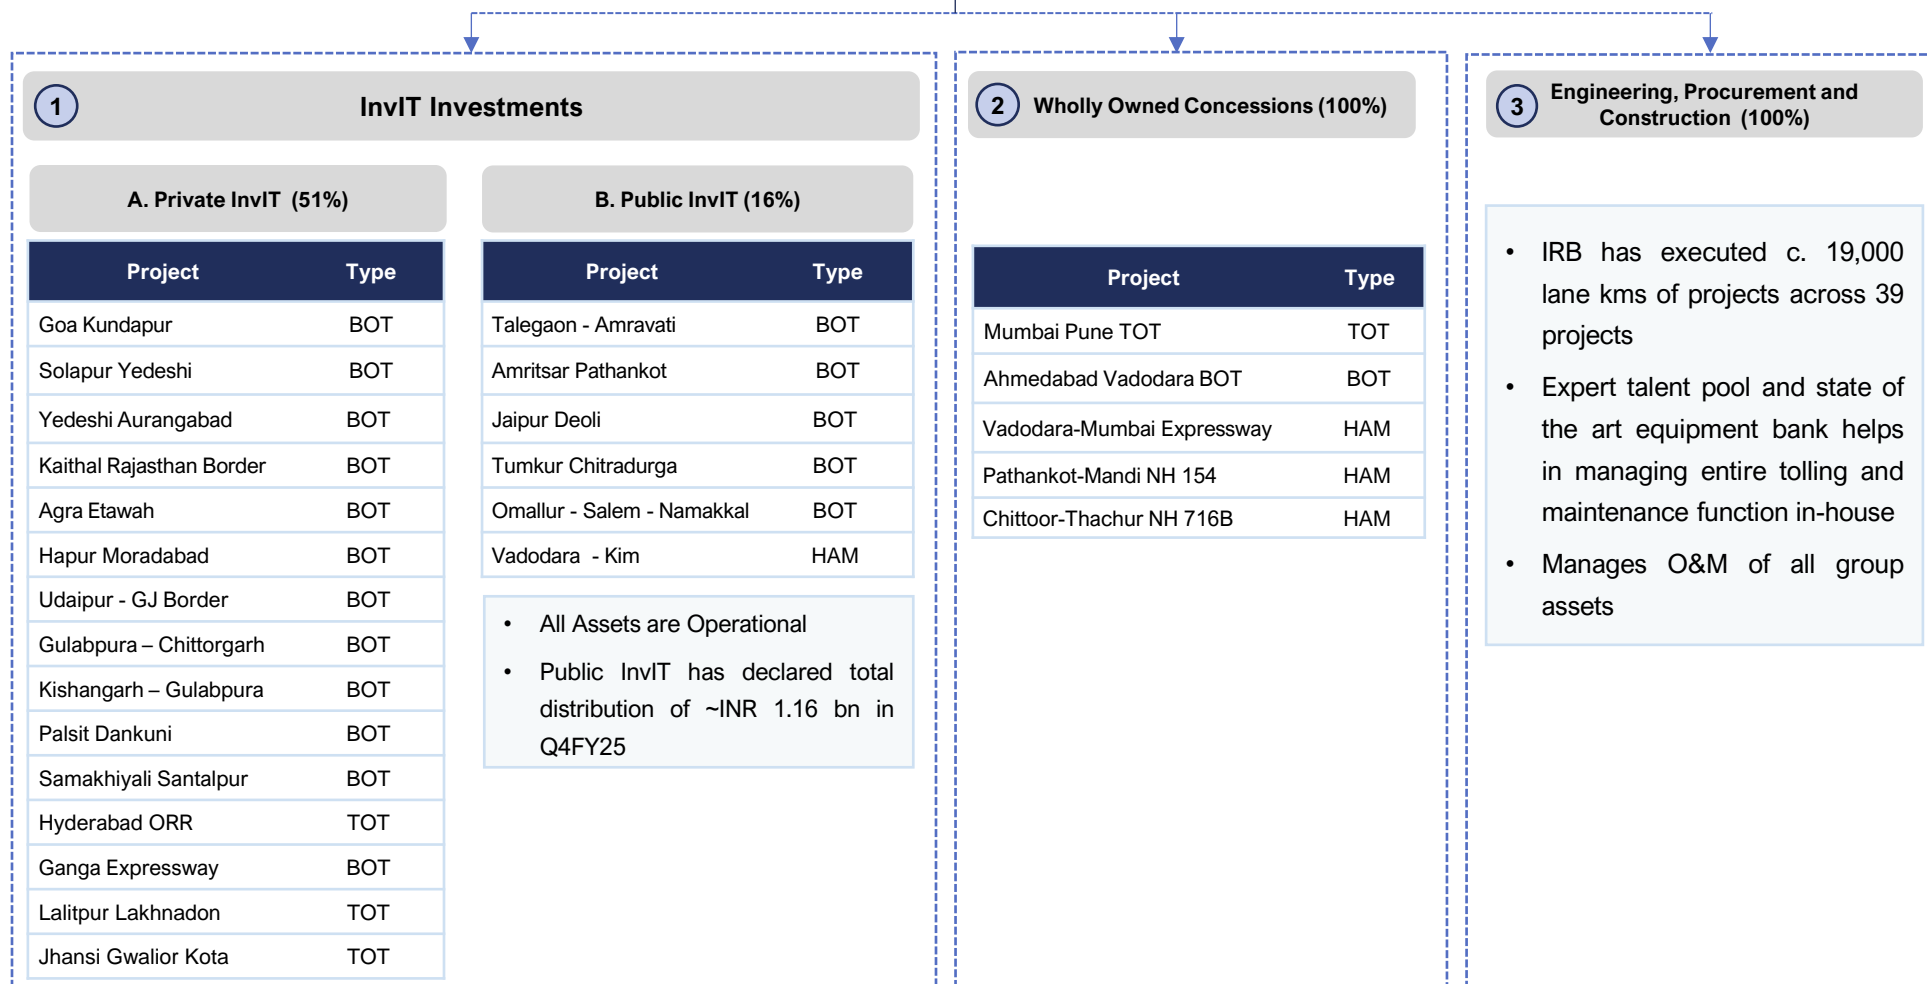 1
InvIT Investments
A. Private InvIT (51%)
Project Type
Goa Kundapur BOT
Solapur Yedeshi BOT
Yedeshi Aurangabad BOT
Kaithal Rajasthan Border BOT
Agra Etawah BOT
Hapur Moradabad BOT
Udaipur - GJ Border BOT
Gulabpura – Chittorgarh BOT
Kishangarh – Gulabpura BOT
Palsit Dankuni BOT
Samakhiyali Santalpur BOT
Hyderabad ORR TOT
Ganga Expressway BOT
Lalitpur Lakhnadon TOT
Jhansi Gwalior Kota TOT
B. Public InvIT (16%)
Project Type
Talegaon - Amravati BOT
Amritsar Pathankot BOT
Jaipur Deoli BOT
Tumkur Chitradurga BOT
Omallur - Salem - Namakkal BOT
Vadodara - Kim HAM
• All Assets are Operational
• Public InvIT has declared total
distribution of ~INR 1.16 bn in
Q4FY25
2
Wholly Owned Concessions (100%)
Project Type
Mumbai Pune TOT TOT
Ahmedabad Vadodara BOT BOT
Vadodara-Mumbai Expressway HAM
Pathankot-Mandi NH 154 HAM
Chittoor-Thachur NH 716B HAM
3
Engineering, Procurement and
Construction (100%)
• IRB has executed c. 19,000
lane kms of projects across 39
projects
• Expert talent pool and state of
the art equipment bank helps
in managing entire tolling and
maintenance function in-house
• Manages O&M of all group
assets